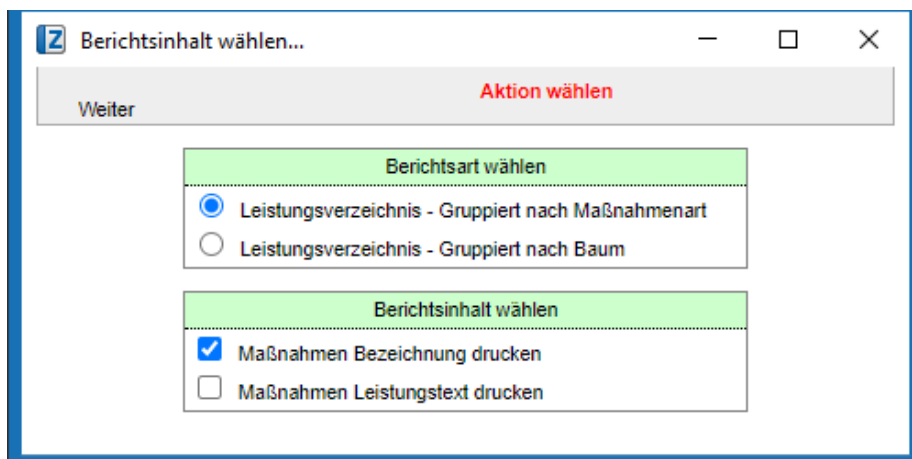 Z Berichtsinhalt wählen...
Aktion wählen
Weiter
Berichtsart wählen
Leistungsverzeichnis - Gruppiert nach Maßnahmenart
Leistungsverzeichnis - Gruppiert nach Baum
Berichtsinhalt wählen
Maßnahmen Bezeichnung drucken
Maßnahmen Leistungstext drucken